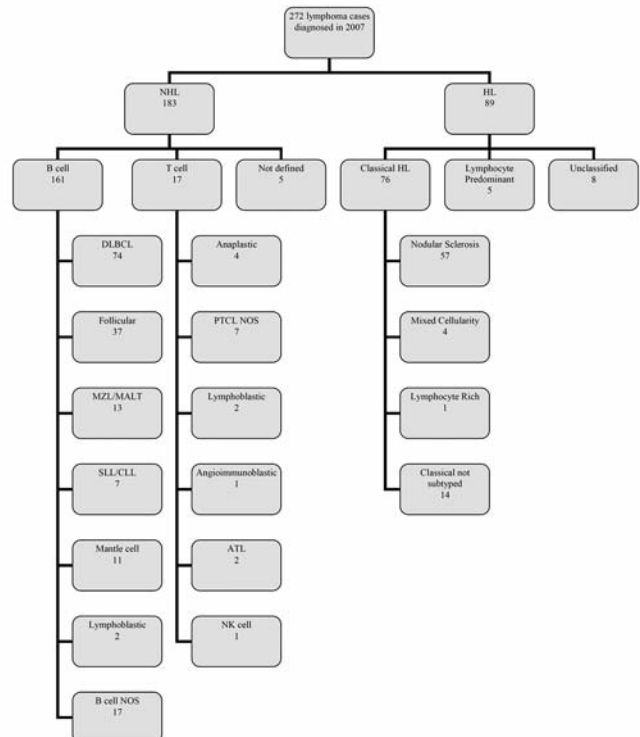 272 lymphoma cases
diagnosed in 2007
NHL
183
HL
89
B cell
161
T cell
17
Not defined
5
Classical HL
76
Lymphocyte
Predominant
5
Unclassified
8
DLBCL
74
Anaplastic
4
Nodular Sclerosis
57
Follicular
37
PTCL NOS
7
Mixed Cellularity
4
MZL/MALT
13
Lymphoblastic
2
Lymphocyte Rich
1
SLL/CLL
7
Angioimmunoblastic
1
Classical not
subtyped
14
Mantle cell
11
ATL
2
Lymphoblastic
2
NK cell
1
B cell NOS
17